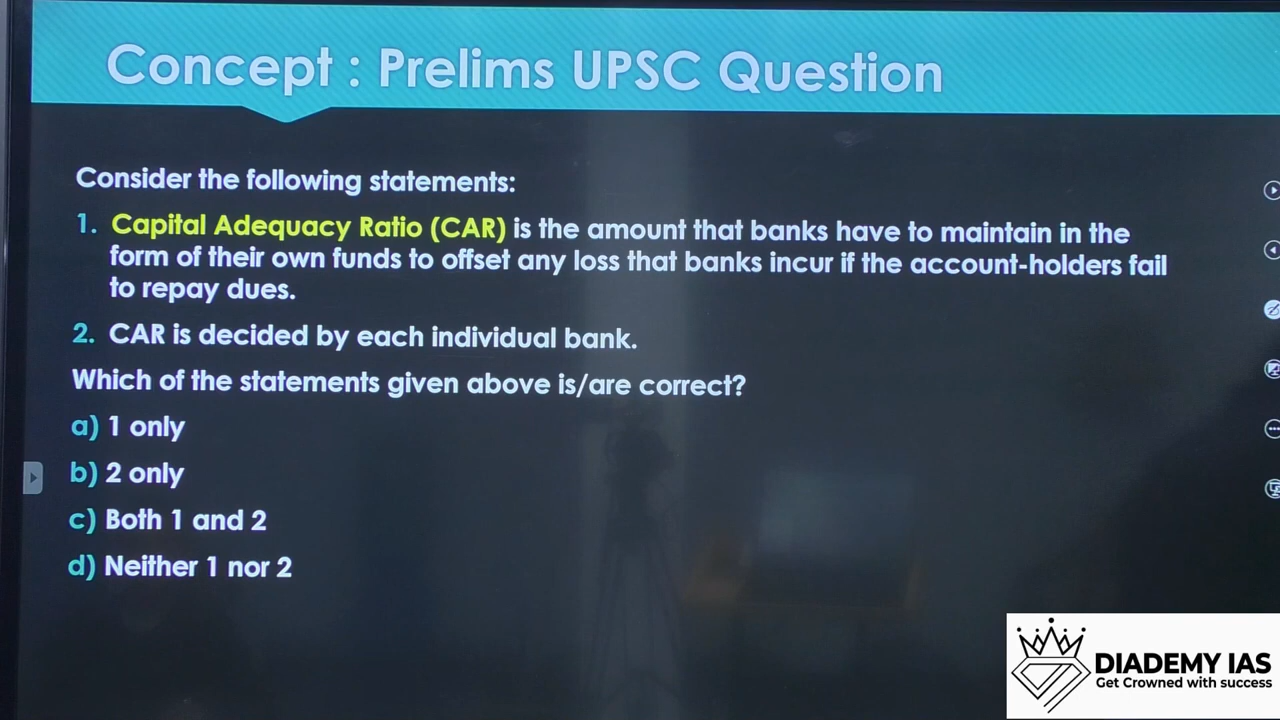 Concept : Prelims UPSC Question
Consider the following statements:
1. Capital Adequacy Ratio (CAR) is the amount that banks have to maintain in the
form of their own funds to offset any loss that banks incur if the account-holders fail
to repay dues.
2. CAR is decided by each individual bank.
Which of the statements given above is/are correct?
a) 1 only
b) 2 only
c) Both 1 and 2
d) Neither 1 nor 2
DIADEMY IAS
Get Crowned with success